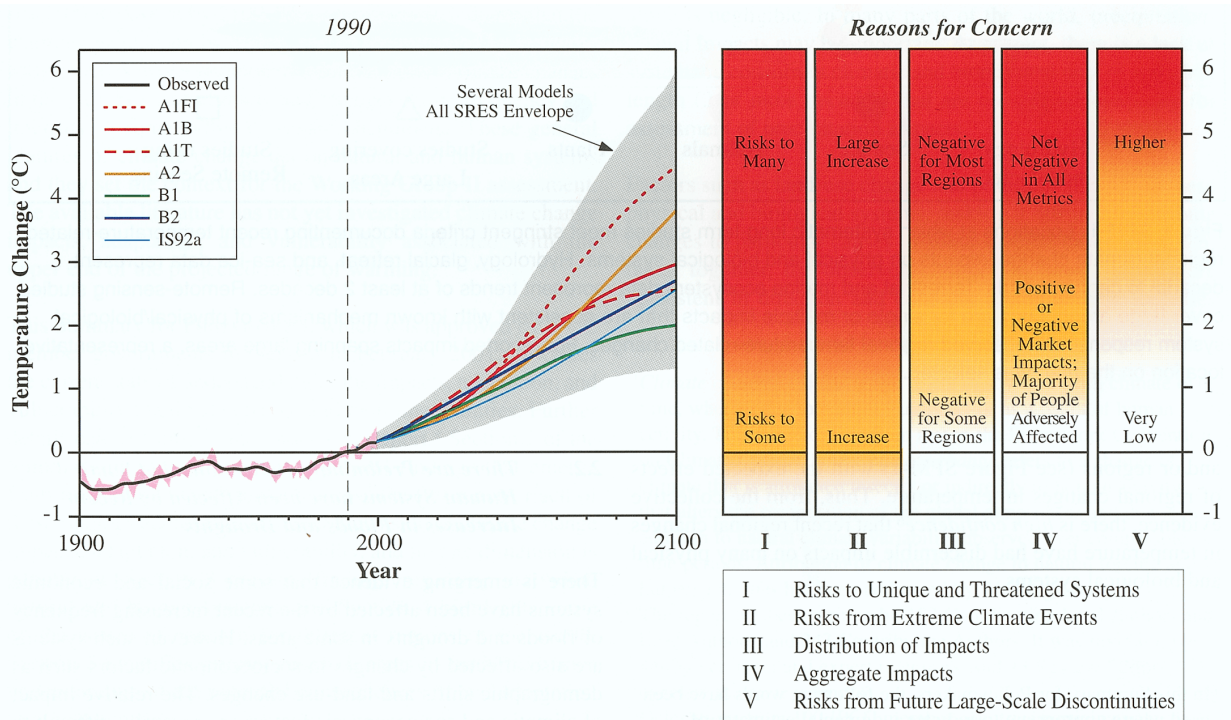 1990
6
5
4
3
2
1
0
-1
Temperature Change (°C)
Observed
A1FI
A1B
A1T
A2
B1
B2
IS92a
Several Models
All SRES Envelope
1900
2000
2100
Year
Reasons for Concern
Risks to
Many
Risks to
Some
Large
Increase
Increase
Negative
for Most
Regions
Negative
for Some
Regions
Net
Negative
in All
Metrics
Positive
or
Negative
Market
Impacts;
Majority
of People
Adversely
Affected
Higher
Very
Low
6
5
4
3
2
1
0
-1
I
II
III
IV
V
I Risks to Unique and Threatened Systems
II Risks from Extreme Climate Events
III Distribution of Impacts
IV Aggregate Impacts
V Risks from Future Large-Scale Discontinuities